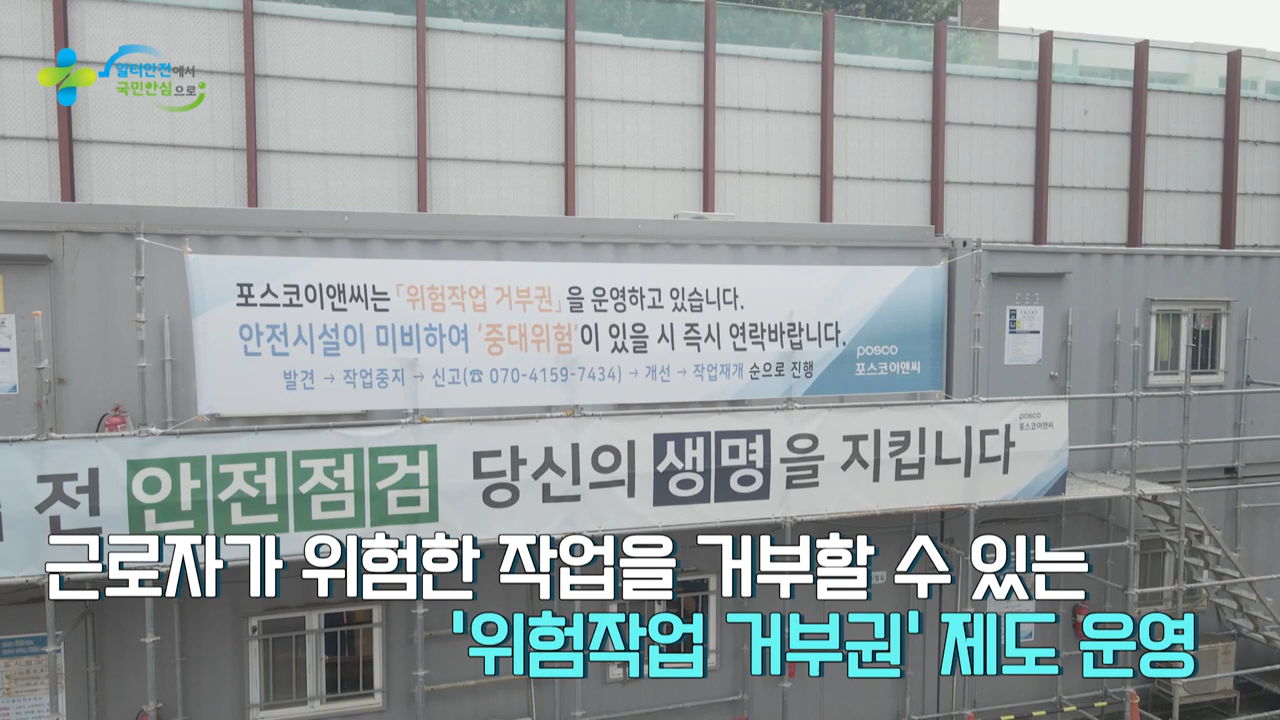 일터안전에서
국민안심으로
포스코이앤씨는 「위험작업 거부권」을 운영하고 있습니다.
안전시설이 미비하여 '중대위험'이 있을 시 즉시 연락바랍니다.
발견 → 작업중지 → 신고(☎ 070-4159-7434) → 개선 → 작업재개 순으로 진행
posco
포스코이앤씨
posco
포스코이앤씨
전 안전점검 당신의 생명을 지킵니다
근로자가 위험한 작업을 거부할 수 있는
'위험작업 거부권' 제도 운영